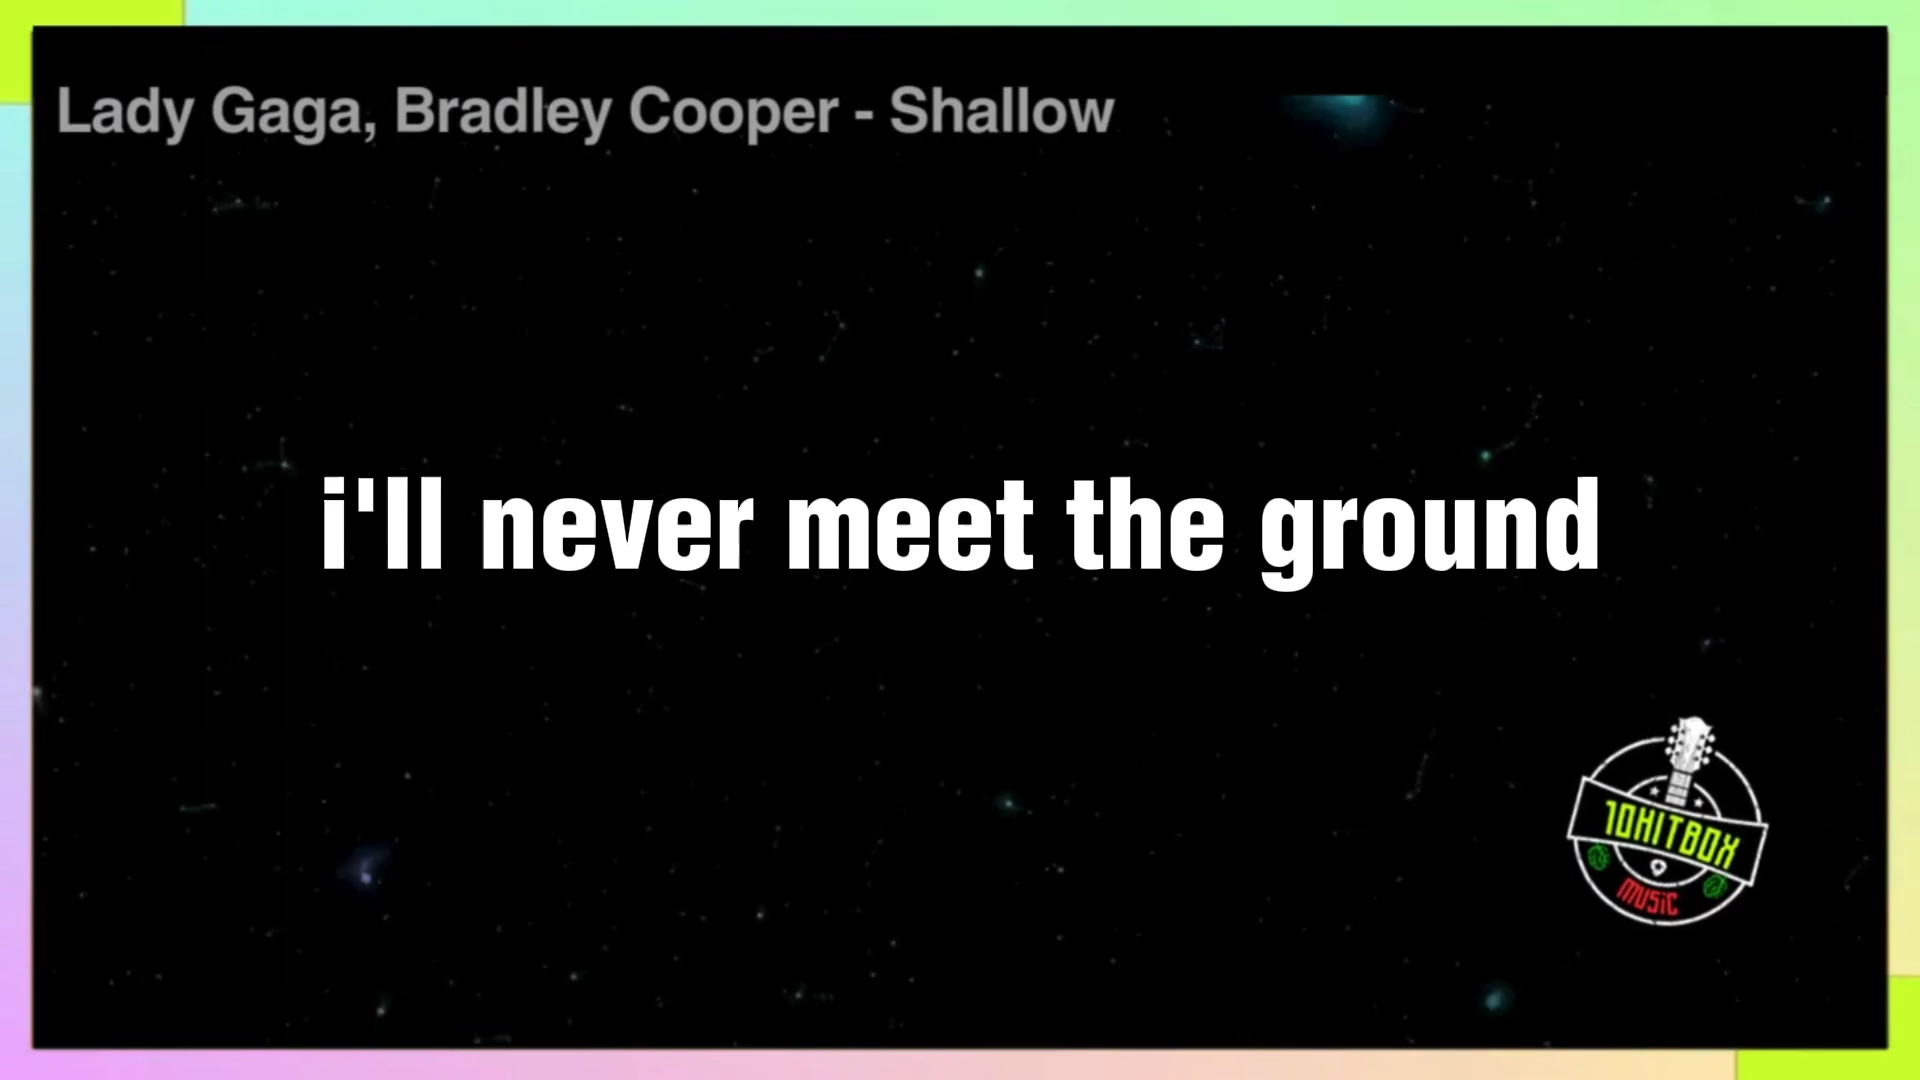 Lady Gaga, Bradley Cooper - Shallow
i'll never meet the ground
10HITBOX
MUSIC